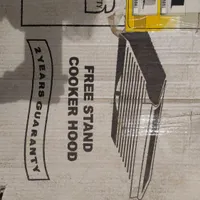 FREE STAND
COOKER HOOD
2 YEARS GUARANTY